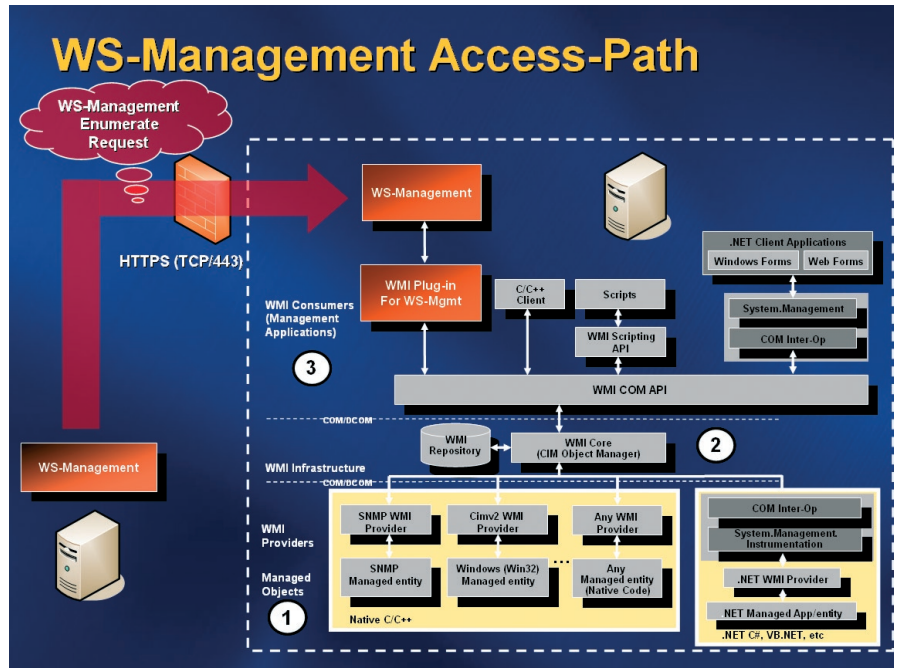 WS-Management Access-Path
WS-Management
Enumerate
Request
HTTPS (TCP/443)
WS-Management
WS-Management
WMI Plug-in
For WS-Mgmt
C/C++
Client
Scripts
WMI Scripting
API
.NET Client Applications
Windows Forms
Web Forms
System.Management
COM Inter-Op
WMI Consumers
(Management
Applications)
3
WMI COM API
COM/DCOM
WMI
Repository
WMI Core
(CIM Object Manager)
2
WMI Infrastructure
COM/DCOM
WMI
Providers
SNMP WMI
Provider
Cimv2 WMI
Provider
Any WMI
Provider
Managed
Objects
1
SNMP
Managed entity
Windows (Win32)
Managed entity
...
Any
Managed entity
(Native Code)
Native C/C++
COM Inter-Op
System.Management.
Instrumentation
.NET WMI Provider
NET Managed App/entity
.NET C#, VB.NET, etc